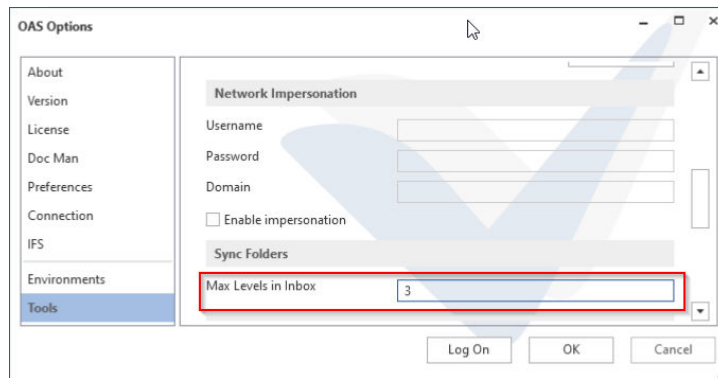 OAS Options
About
Version
License
Doc Man
Preferences
Connection
IFS
Environments
Tools
Network Impersonation
Username
Password
Domain
Enable impersonation
Sync Folders
Max Levels in Inbox 3
Log On OK Cancel